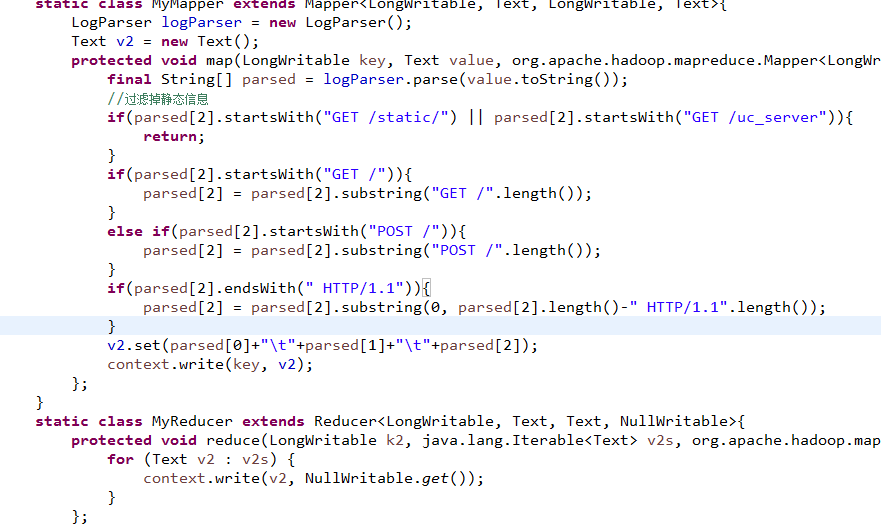 static class MyMapper extends Mapper<LongWritable, Text, LongWritable, Text>{
LogParser logParser = new LogParser();
Text v2 = new Text();
protected void map(LongWritable key, Text value, org.apache.hadoop.mapreduce.Mapper<LongWr
final String[] parsed = logParser.parse(value.toString());
//过滤掉静态信息
if(parsed[2].startsWith("GET /static/") || parsed[2].startsWith("GET /uc_server")){
return;
}
if(parsed[2].startsWith("GET /")){
parsed[2] = parsed[2].substring("GET /".length());
}
else if(parsed[2].startsWith("POST /")){
parsed[2] = parsed[2].substring("POST /".length());
}
if(parsed[2].endsWith(" HTTP/1.1")){
parsed[2] = parsed[2].substring(0, parsed[2].length()-" HTTP/1.1".length());
}
v2.set(parsed[0]+"\t"+parsed[1]+"\t"+parsed[2]);
context.write(key, v2);
};
}
static class MyReducer extends Reducer<LongWritable, Text, Text, NullWritable>{
protected void reduce(LongWritable k2, java.lang.Iterable<Text> v2s, org.apache.hadoop.map
for (Text v2 : v2s) {
context.write(v2, NullWritable.get());
}
};